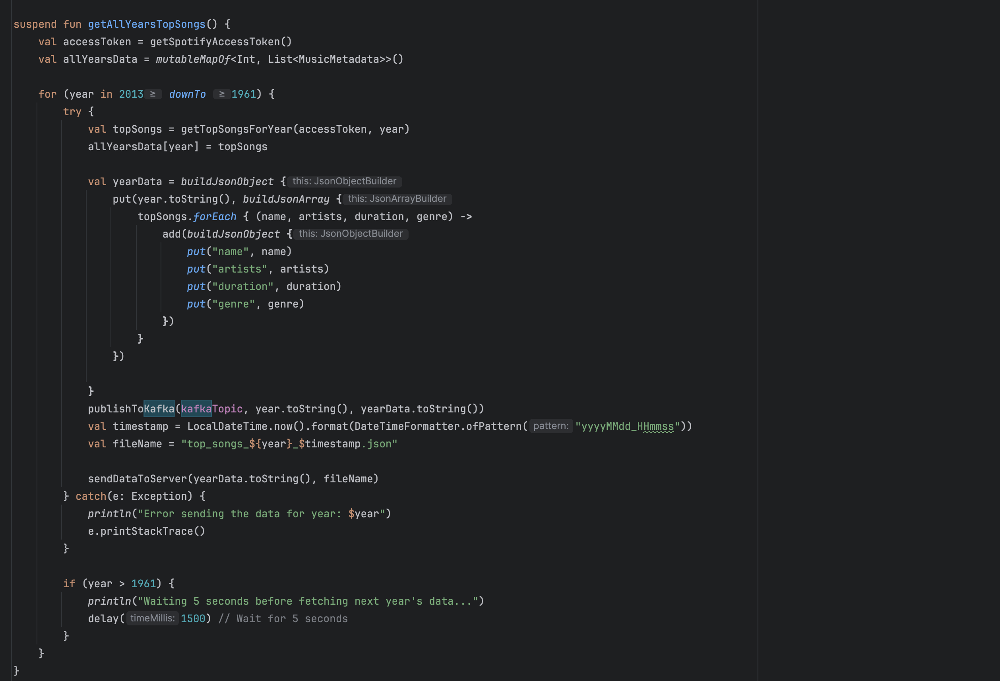 suspend fun getAllYearsTopSongs() {
    val accessToken = getSpotifyAccessToken()
    val allYearsData = mutableMapOf<Int, List<MusicMetadata>>()

    for (year in 2013 ≥ downTo ≥ 1961) {
        try {
            val topSongs = getTopSongsForYear(accessToken, year)
            allYearsData[year] = topSongs

            val yearData = buildJsonObject { this: JsonObjectBuilder
                put(year.toString(), buildJsonArray { this: JsonArrayBuilder
                    topSongs.forEach { (name, artists, duration, genre) ->
                        add(buildJsonObject { this: JsonObjectBuilder
                            put("name", name)
                            put("artists", artists)
                            put("duration", duration)
                            put("genre", genre)
                        })
                    }
                })

            }
            publishToKafka(kafkaTopic, year.toString(), yearData.toString())
            val timestamp = LocalDateTime.now().format(DateTimeFormatter.ofPattern( pattern: "yyyyMMdd_HHmmss"))
            val fileName = "top_songs_${year}_$timestamp.json"

            sendDataToServer(yearData.toString(), fileName)
        } catch(e: Exception) {
            println("Error sending the data for year: $year")
            e.printStackTrace()
        }

        if (year > 1961) {
            println("Waiting 5 seconds before fetching next year's data...")
            delay( timeMillis: 1500) // Wait for 5 seconds
        }
    }
}